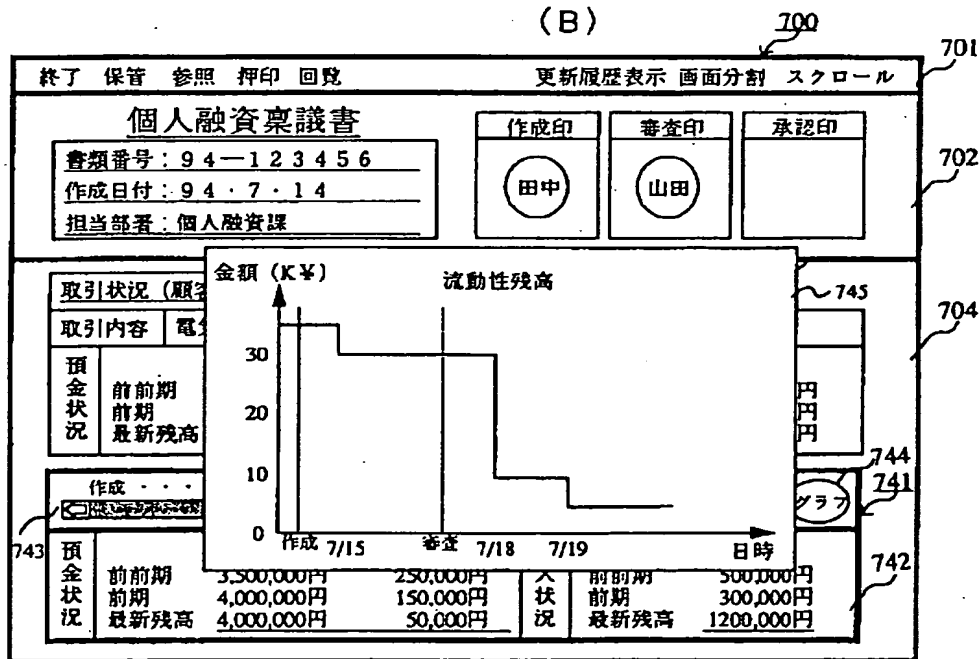 (B)
700
701
終了 保管 参照 押印 回覧 更新履歴表示 画面分割 スクロール
個人融資稟議書
書類番号:94―123456
作成日付:94・7・14
担当部署:個人融資課
作成印 審査印 承認印
田中 山田
702
金額(K¥) 流動性残高
745
704
取引状況(顧客
取引内容 電
預金状況
前前期 円
前期 円
最新残高 円
30
20
10
0
作成 7/15 審査 7/18 7/19 日時
作成・・・
グラフ
744
741
743
742
預金状況
前前期 3,500,000円 250,000円
前期 4,000,000円 150,000円
最新残高 4,000,000円 50,000円
入状況
前前期 500,000円
前期 300,000円
最新残高 1200,000円